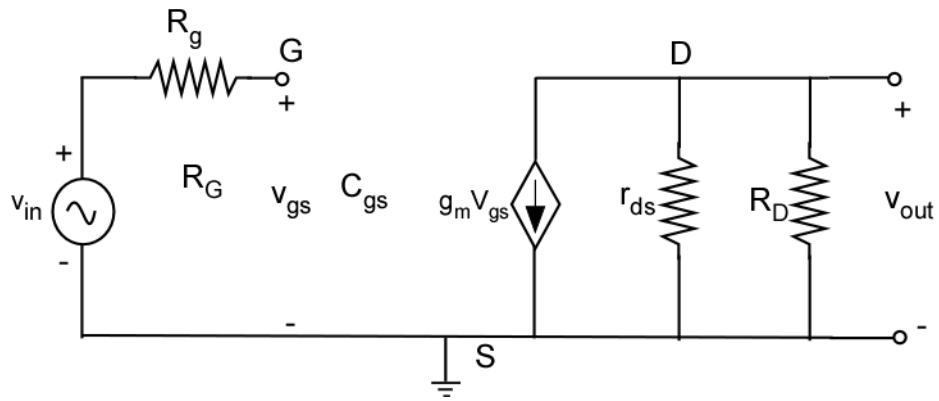 R_g
G
D
+
+
+
R_G
v_gs
C_gs
v_in
g_mV_gs
r_ds
R_D
v_out
-
-
-
S